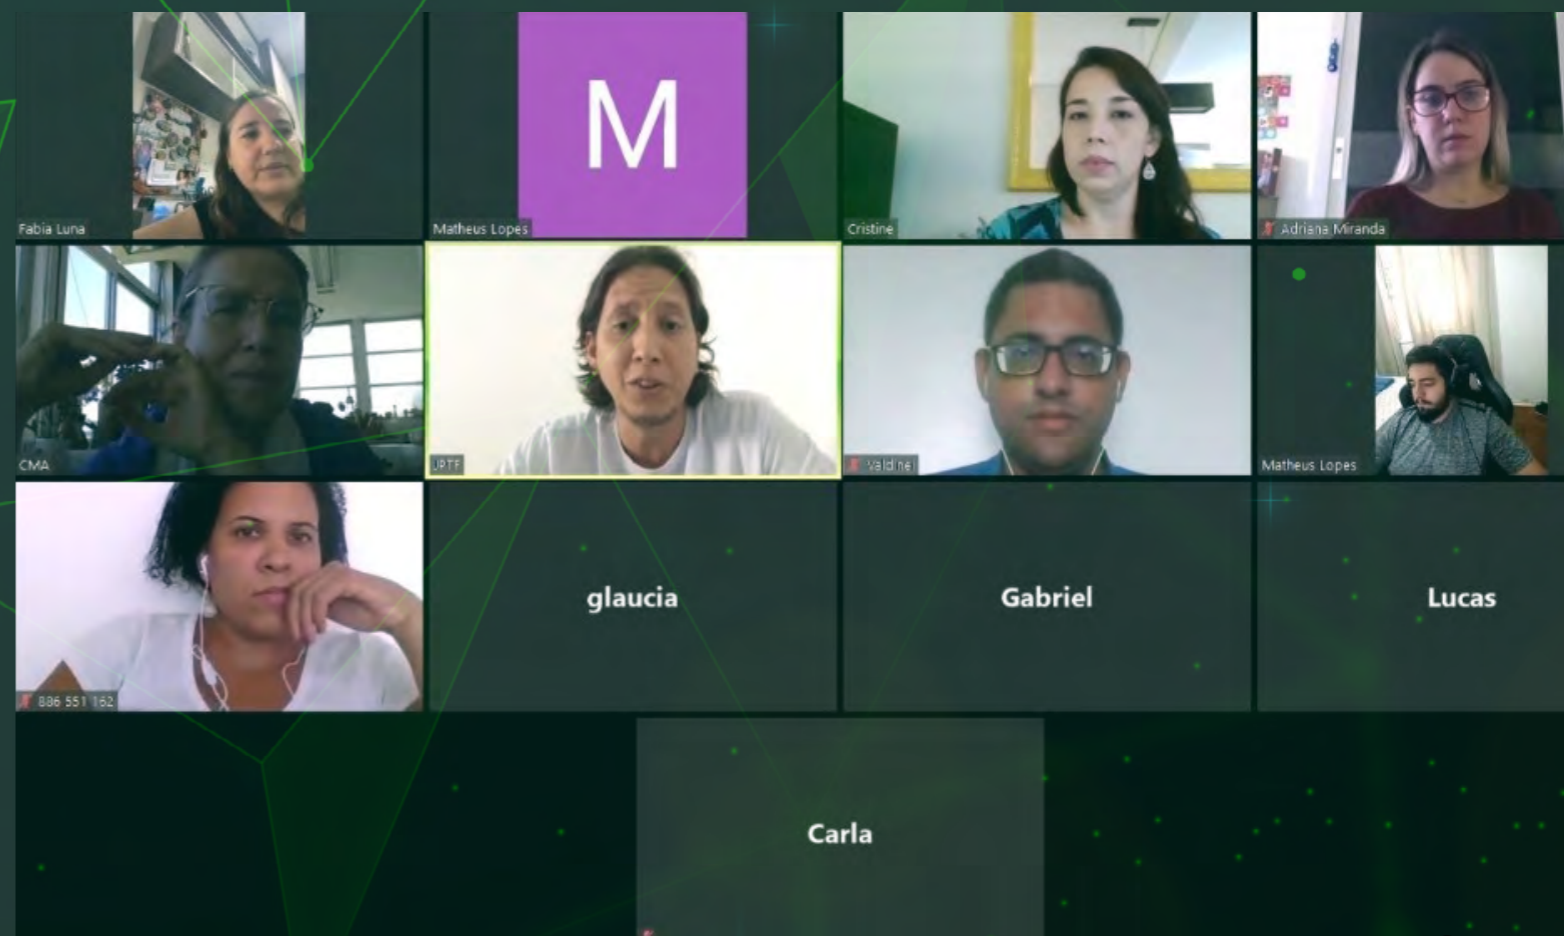 Fabia Luna
M
Matheus Lopes
Cristine
Adriana Miranda
CMA
JPTF
Valdinei
Matheus Lopes
886 551 162
glaucia
Gabriel
Lucas
Carla